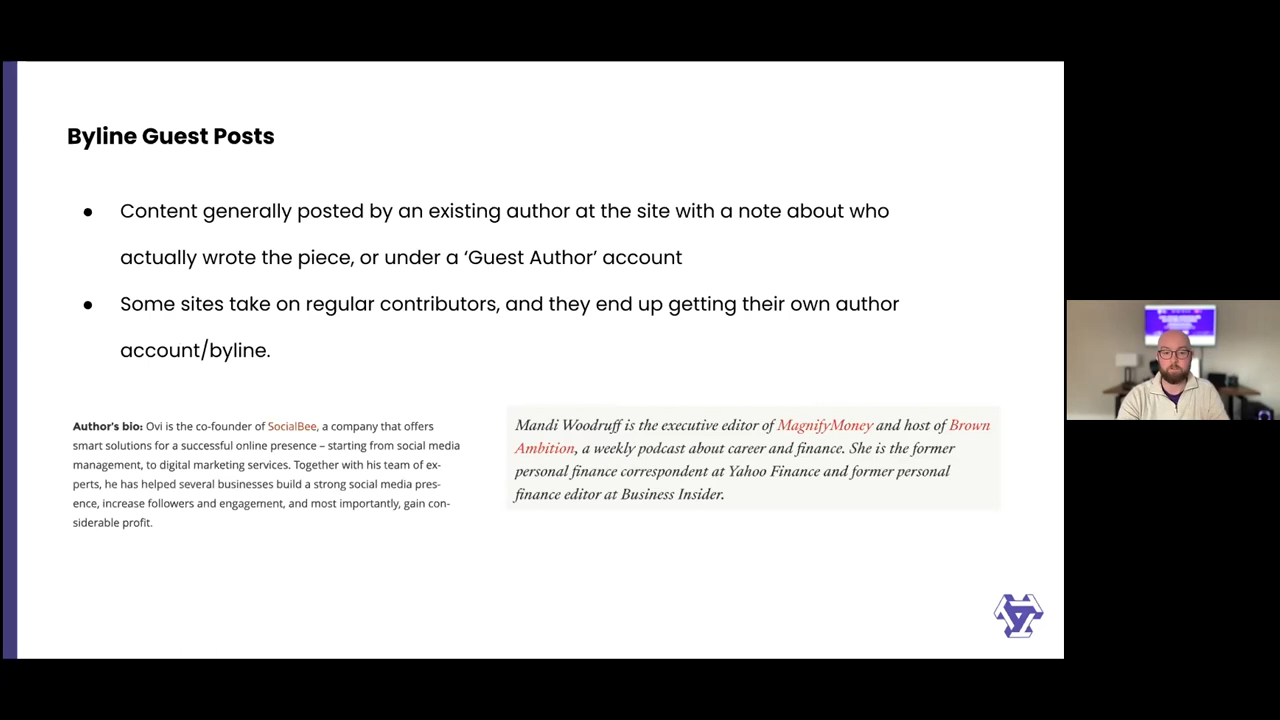 Byline Guest Posts
● Content generally posted by an existing author at the site with a note about who
actually wrote the piece, or under a ‘Guest Author’ account
● Some sites take on regular contributors, and they end up getting their own author
account/byline.
Author's bio: Ovi is the co-founder of SocialBee, a company that offers
smart solutions for a successful online presence – starting from social media
management, to digital marketing services. Together with his team of ex-
perts, he has helped several businesses build a strong social media pres-
ence, increase followers and engagement, and most importantly, gain con-
siderable profit.
Mandi Woodruff is the executive editor of MagnifyMoney and host of Brown
Ambition, a weekly podcast about career and finance. She is the former
personal finance correspondent at Yahoo Finance and former personal
finance editor at Business Insider.